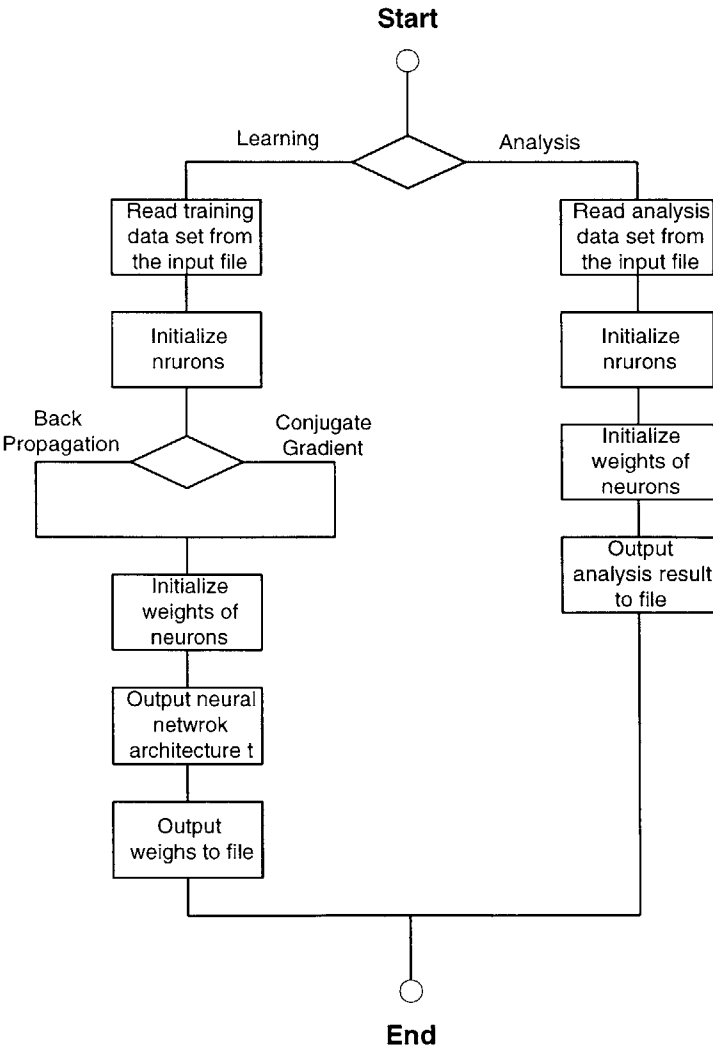 Start
Learning
Analysis
Read training
data set from
the input file
Read analysis
data set from
the input file
Initialize
nrurons
Initialize
nrurons
Back
Propagation
Conjugate
Gradient
Initialize
weights of
neurons
Output
analysis result
to file
Initialize
weights of
neurons
Output neural
netwrok
architecture t
Output
weighs to file
End